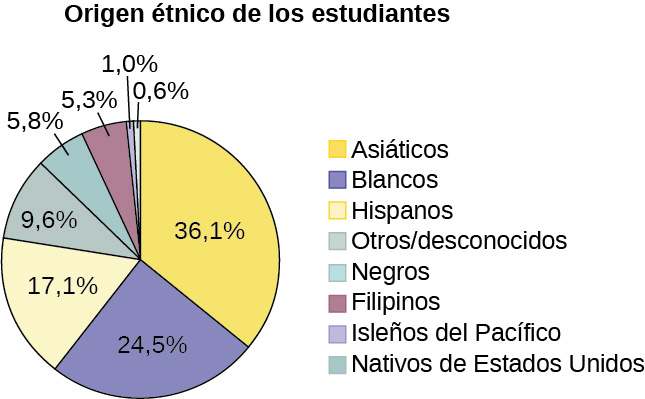 Origen étnico de los estudiantes
1,0%
0,6%
5,3%
5,8%
9,6%
36,1%
17,1%
24,5%
Asiáticos
Blancos
Hispanos
Otros/desconocidos
Negros
Filipinos
Isleños del Pacífico
Nativos de Estados Unidos